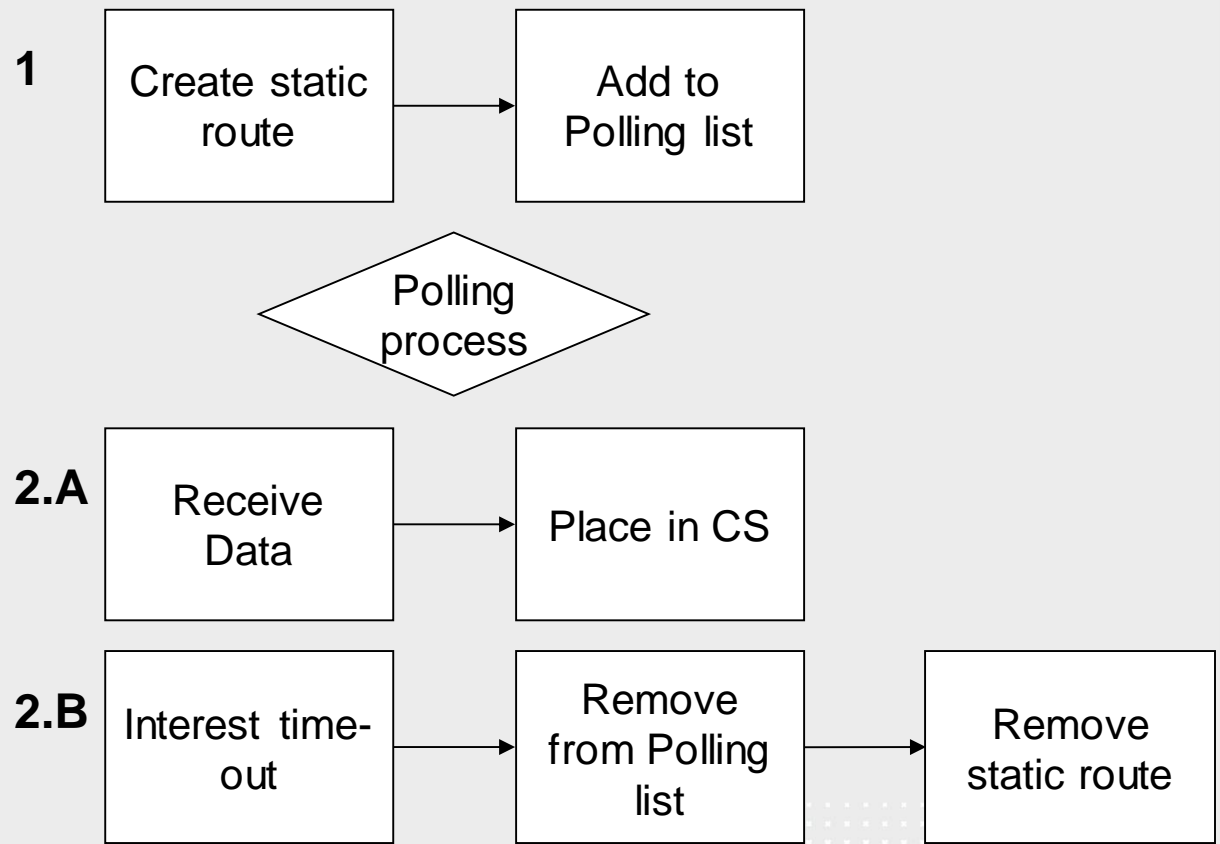 1
Create static
route
Add to
Polling list
Polling
process
2.A
Receive
Data
Place in CS
2.B
Interest time-
out
Remove
from Polling
list
Remove
static route